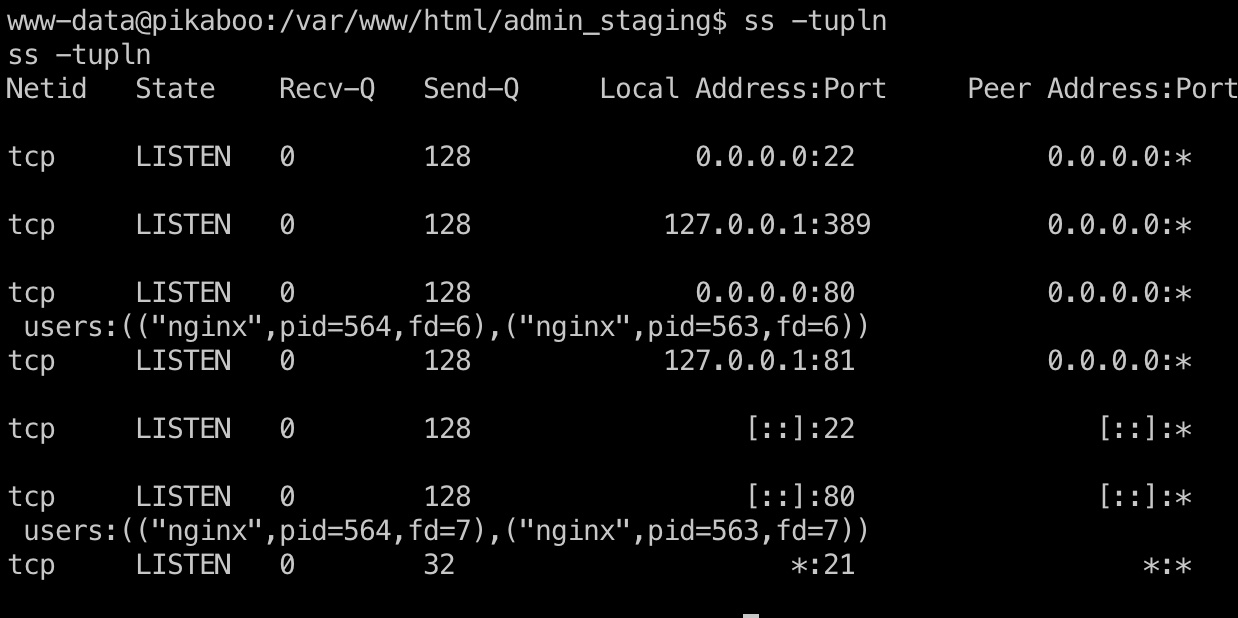 www-data@pikaboo:/var/www/html/admin_staging$ ss -tupln
ss -tupln
Netid   State    Recv-Q   Send-Q     Local Address:Port     Peer Address:Port
tcp     LISTEN   0        128              0.0.0.0:22            0.0.0.0:*
tcp     LISTEN   0        128            127.0.0.1:389           0.0.0.0:*
tcp     LISTEN   0        128              0.0.0.0:80            0.0.0.0:*
 users:(("nginx",pid=564,fd=6),("nginx",pid=563,fd=6))
tcp     LISTEN   0        128            127.0.0.1:81            0.0.0.0:*
tcp     LISTEN   0        128                 [::]:22               [::]:*
tcp     LISTEN   0        128                 [::]:80               [::]:*
 users:(("nginx",pid=564,fd=7),("nginx",pid=563,fd=7))
tcp     LISTEN   0        32                     *:21                  *:*